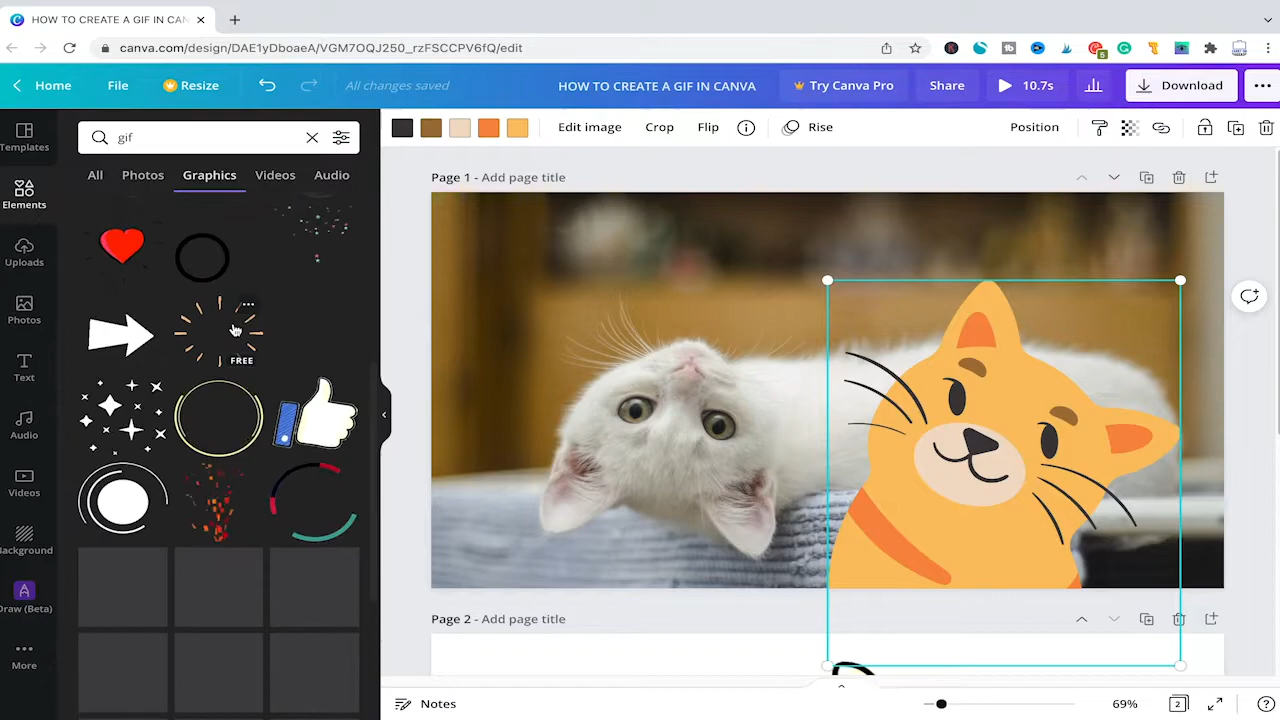 HOW TO CREATE A GIF IN CAN
canva.com/design/DAE1yDboaeA/VGM7OQJ250_rzFSCCPV6TQ/edit
5
Home File Resize All changes saved HOW TO CREATE A GIF IN CANVA Try Canva Pro Share 10.7s Download
Templates
Elements
Uploads
Photos
Text
Audio
Videos
Background
Draw (Beta)
More
gif
All Photos Graphics Videos Audio
FREE
Edit image Crop Flip Rise Position
Page 1 - Add page title
Page 2 - Add page title
Notes 69% 2